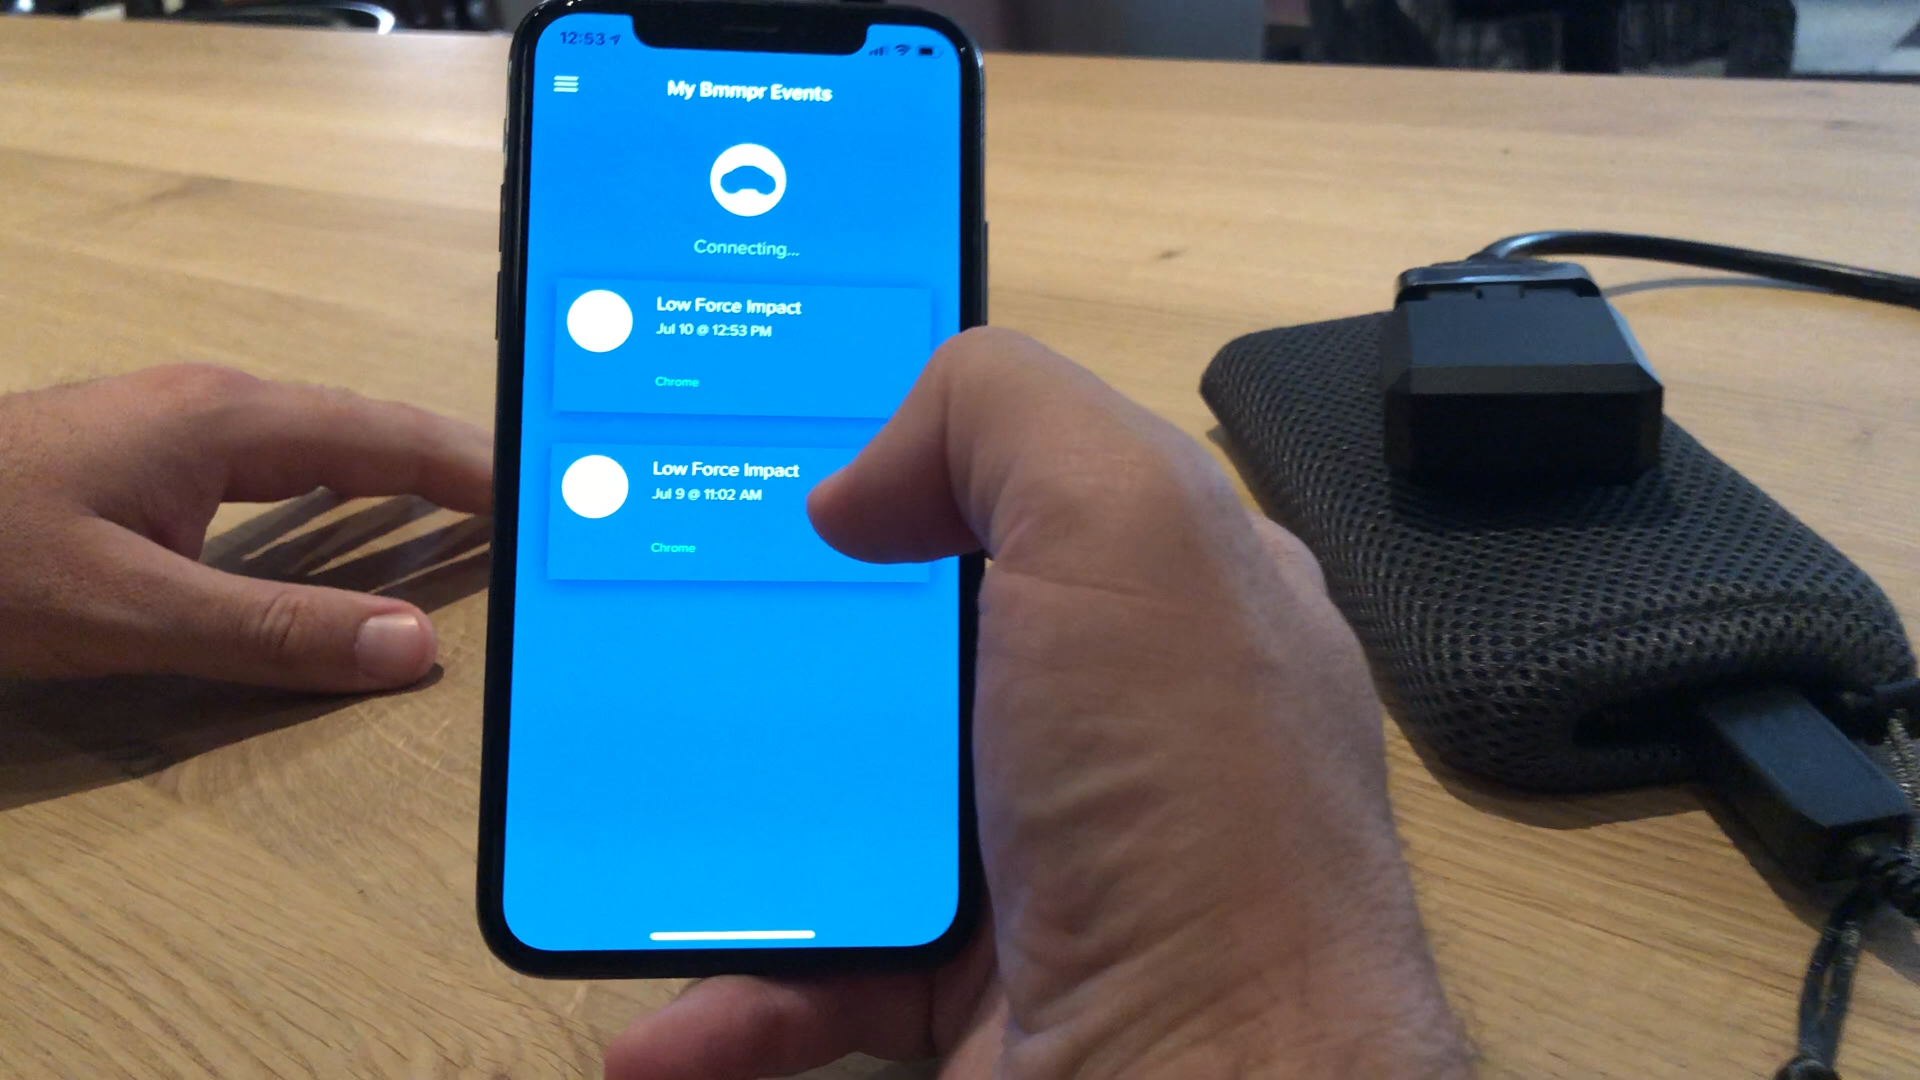 12:53
My Bmmpr Events
Connecting...
Low Force Impact
Jul 10 @ 12:53 PM
Chrome
Low Force Impact
Jul 9 @ 11:02 AM
Chrome